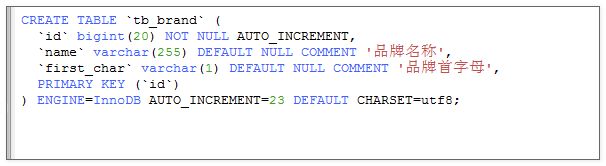 CREATE TABLE `tb_brand` (
  `id` bigint(20) NOT NULL AUTO_INCREMENT,
  `name` varchar(255) DEFAULT NULL COMMENT '品牌名称',
  `first_char` varchar(1) DEFAULT NULL COMMENT '品牌首字母',
  PRIMARY KEY (`id`)
) ENGINE=InnoDB AUTO_INCREMENT=23 DEFAULT CHARSET=utf8;